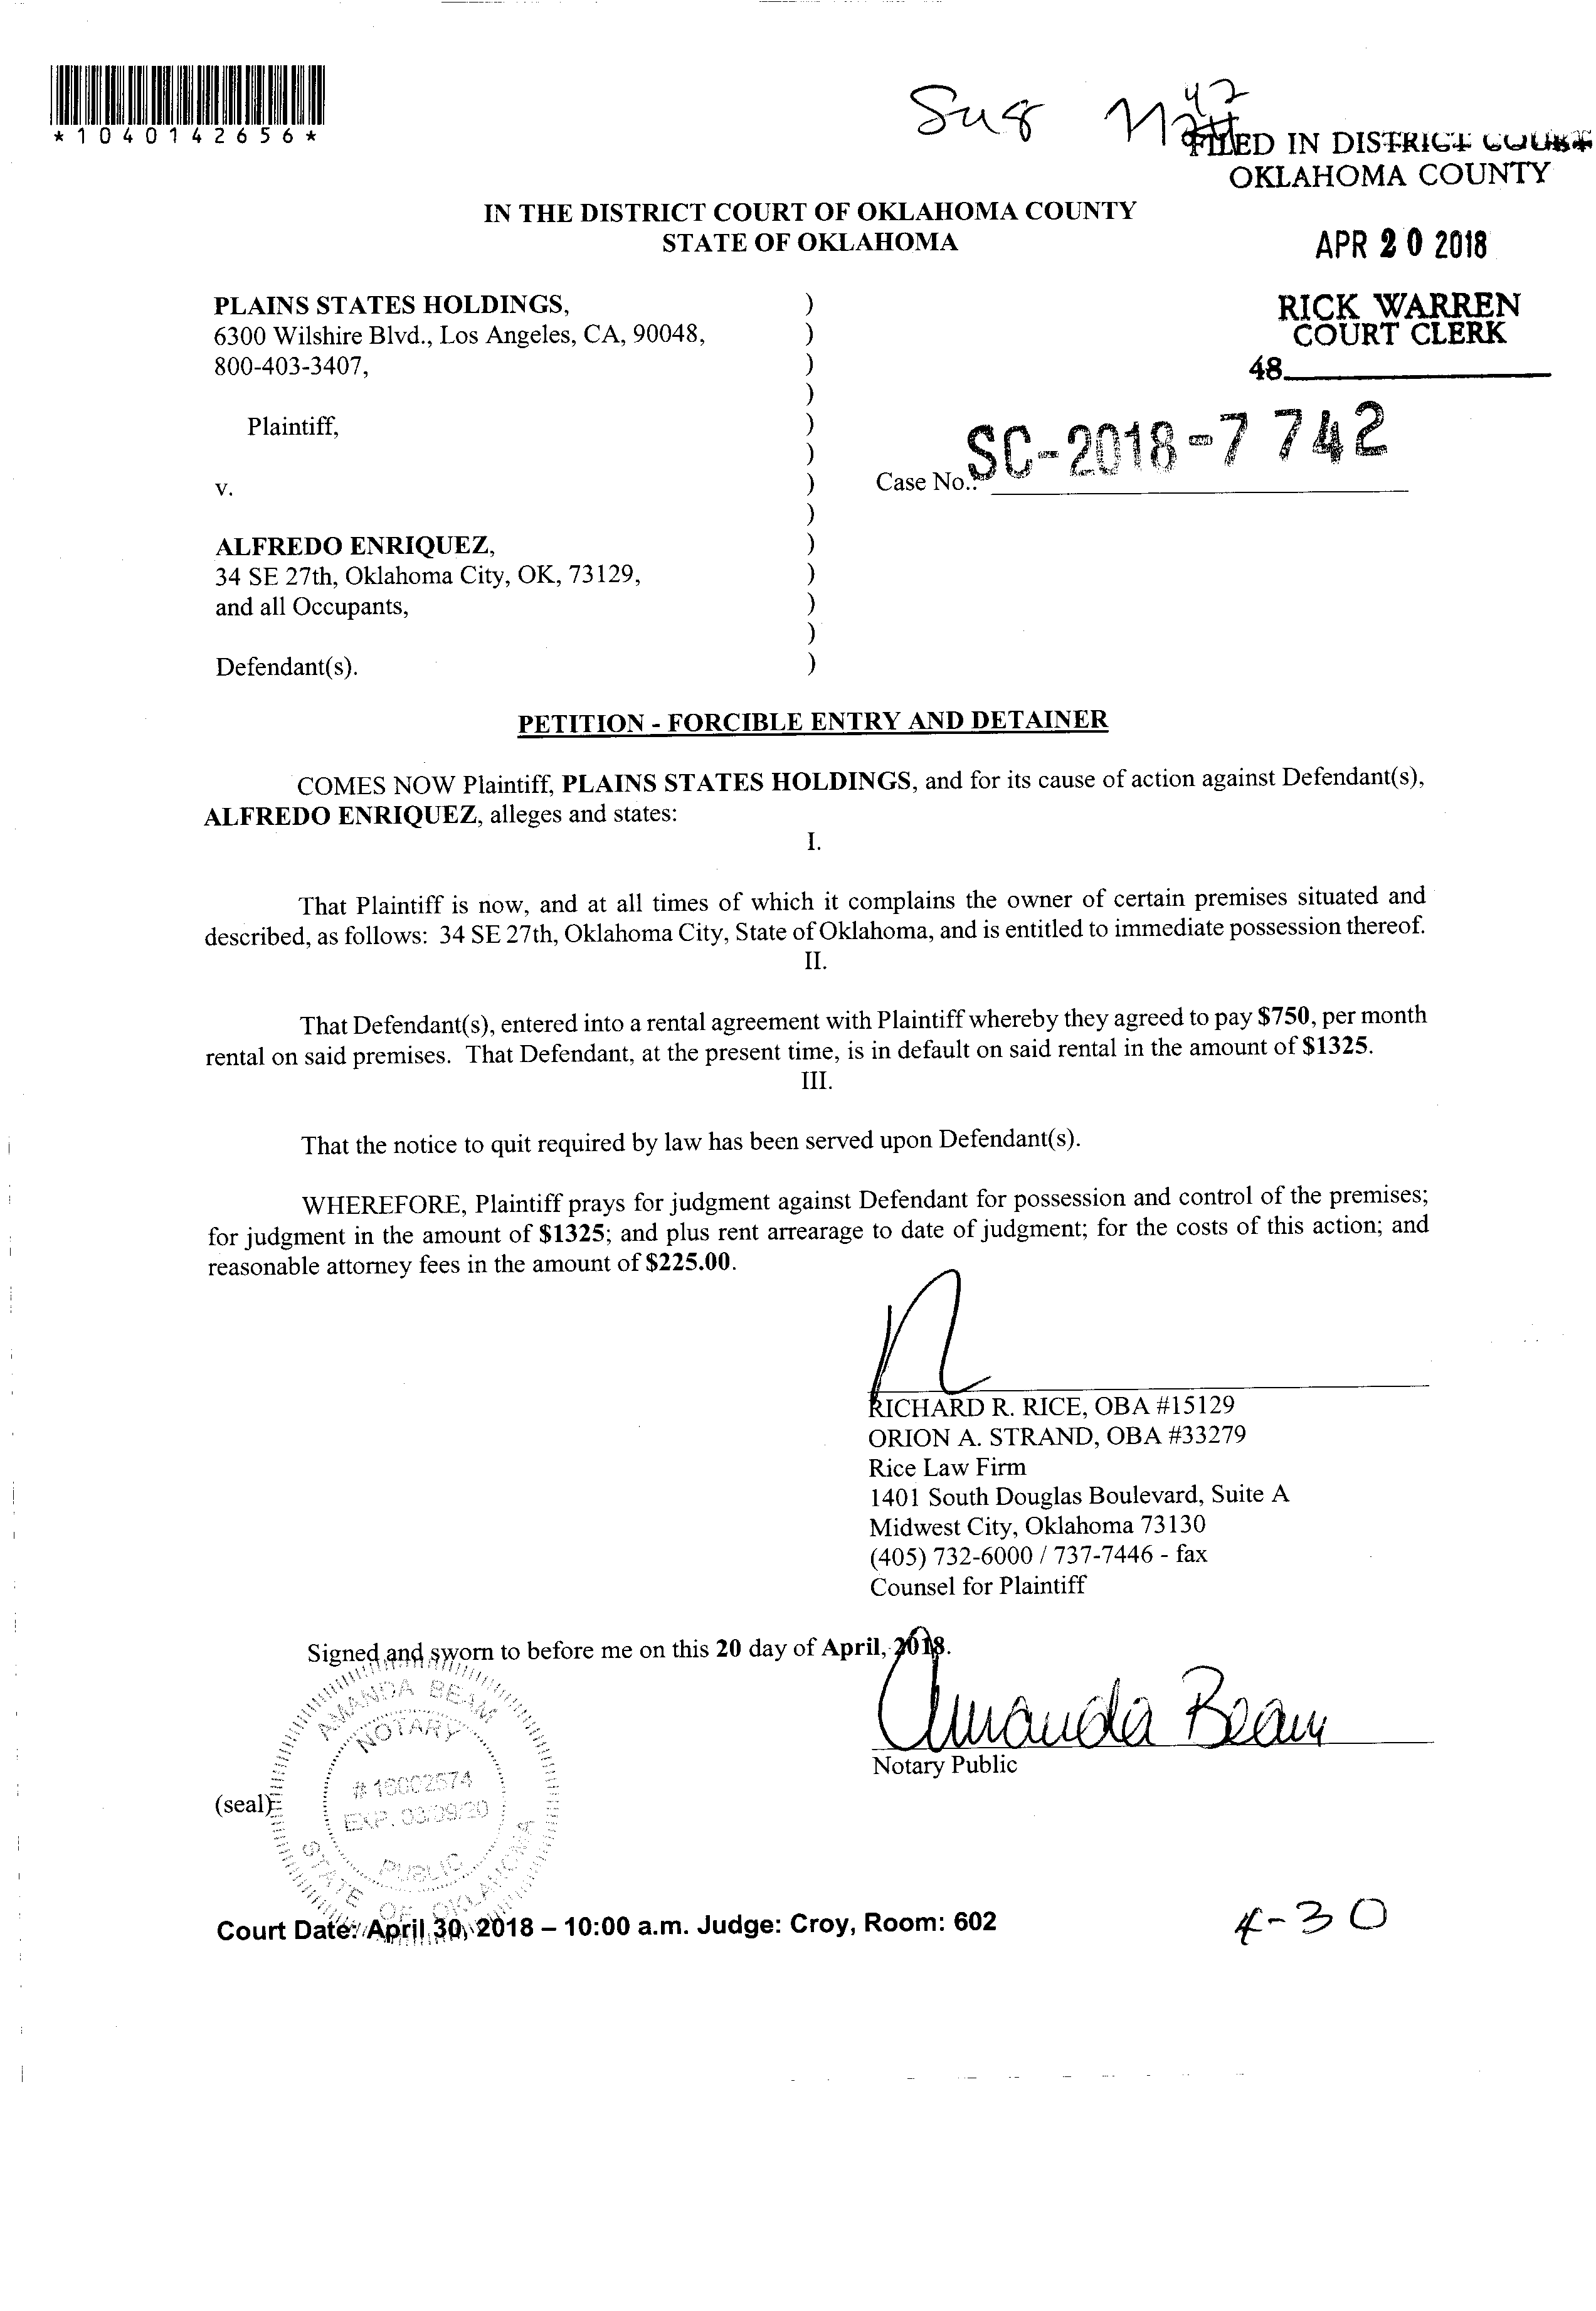 *1040142656*
42
FILED IN DISTRICT COURT
OKLAHOMA COUNTY
IN THE DISTRICT COURT OF OKLAHOMA COUNTY
STATE OF OKLAHOMA
APR 20 2018
RICK WARREN
COURT CLERK
48
PLAINS STATES HOLDINGS,
6300 Wilshire Blvd., Los Angeles, CA, 90048,
800-403-3407,
Plaintiff,
v.
Case No.: SC-2018-7 742
ALFREDO ENRIQUEZ,
34 SE 27th, Oklahoma City, OK, 73129,
and all Occupants,
Defendant(s).
)
)
)
)
)
)
)
)
)
)
)
)
)
PETITION - FORCIBLE ENTRY AND DETAINER
COMES NOW Plaintiff, PLAINS STATES HOLDINGS, and for its cause of action against Defendant(s),
ALFREDO ENRIQUEZ, alleges and states:
I.
That Plaintiff is now, and at all times of which it complains the owner of certain premises situated and
described, as follows: 34 SE 27th, Oklahoma City, State of Oklahoma, and is entitled to immediate possession thereof.
II.
That Defendant(s), entered into a rental agreement with Plaintiff whereby they agreed to pay $750, per month
rental on said premises. That Defendant, at the present time, is in default on said rental in the amount of $1325.
III.
That the notice to quit required by law has been served upon Defendant(s).
WHEREFORE, Plaintiff prays for judgment against Defendant for possession and control of the premises;
for judgment in the amount of $1325; and plus rent arrearage to date of judgment; for the costs of this action; and
reasonable attorney fees in the amount of $225.00.
RICHARD R. RICE, OBA #15129
ORION A. STRAND, OBA #33279
Rice Law Firm
1401 South Douglas Boulevard, Suite A
Midwest City, Oklahoma 73130
(405) 732-6000 / 737-7446 - fax
Counsel for Plaintiff
Signed and sworn to before me on this 20 day of April, 2018.
Amanda Beam
Notary Public
(seal)
AMANDA BEAM
NOTARY
# 16002574
EXP. 03/09/20
PUBLIC
STATE OF OKLAHOMA
Court Date: April 30, 2018 – 10:00 a.m. Judge: Croy, Room: 602
4-30